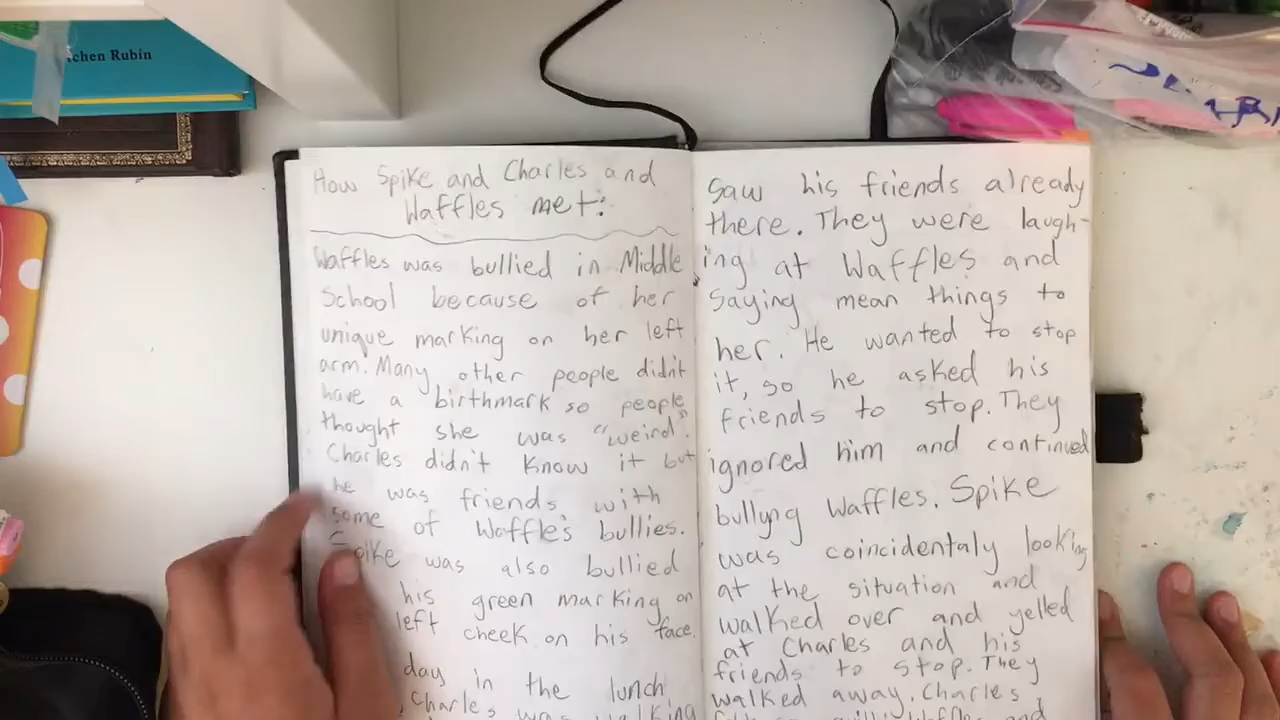 chen Rubin
How Spike and Charles and
Waffles met:
Waffles was bullied in Middle
School because of her
unique marking on her left
arm. Many other people didn't
have a birthmark so people
thought she was "weird".
Charles didn't know it but
he was friends with
some of Waffle's bullies.
Spike was also bullied
his green marking on
left cheek on his face.
day in the lunch
Charles was walking
saw his friends already
there. They were laugh-
ing at Waffles and
saying mean things to
her. He wanted to stop
it, so he asked his
friends to stop. They
ignored him and continued
bullyng Waffles. Spike
was coincidentaly looking
at the situation and
walked over and yelled
at Charles and his
friends to stop. They
walked away. Charles